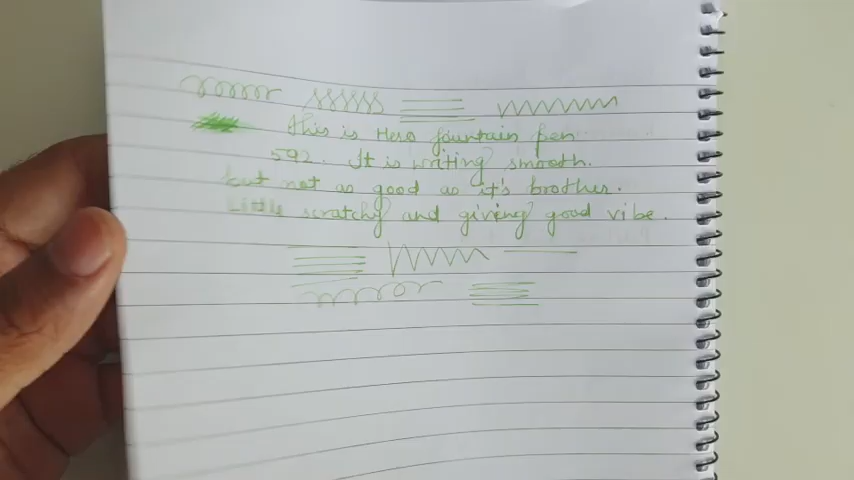 This is Hero fountain pen
592. It is writing smooth.
but not as good as it's brother.
Little scratchy and giving good vibe.